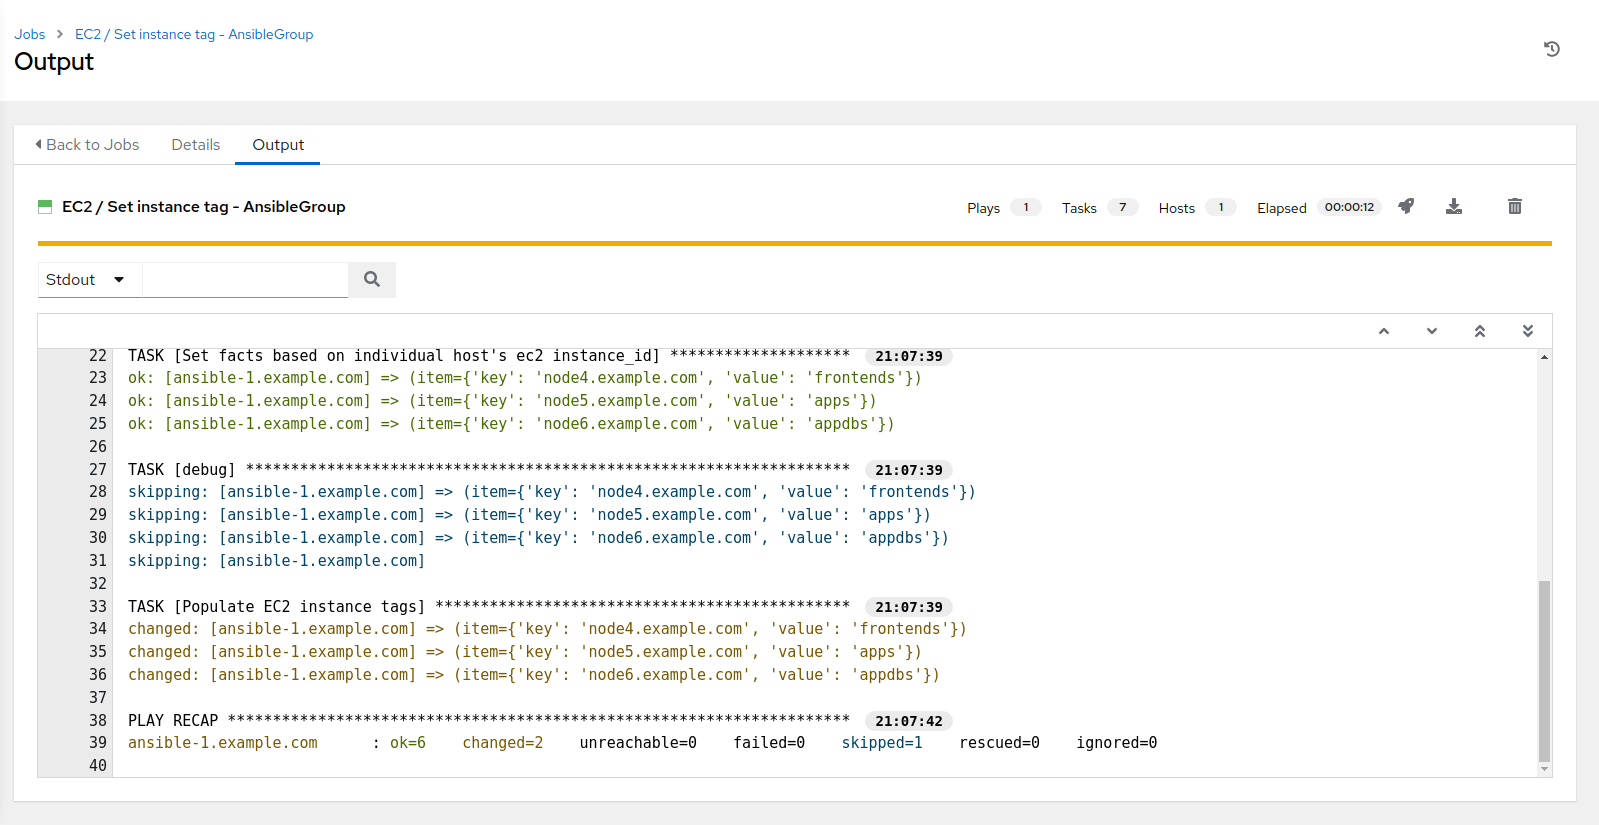 Jobs > EC2 / Set instance tag - AnsibleGroup
Output
Back to Jobs Details Output
EC2 / Set instance tag - AnsibleGroup Plays 1 Tasks 7 Hosts 1 Elapsed 00:00:12
Stdout
22 TASK [Set facts based on individual host's ec2 instance_id] ******************** 21:07:39
23 ok: [ansible-1.example.com] => (item={'key': 'node4.example.com', 'value': 'frontends'})
24 ok: [ansible-1.example.com] => (item={'key': 'node5.example.com', 'value': 'apps'})
25 ok: [ansible-1.example.com] => (item={'key': 'node6.example.com', 'value': 'appdbs'})
26
27 TASK [debug] ******************************************************************* 21:07:39
28 skipping: [ansible-1.example.com] => (item={'key': 'node4.example.com', 'value': 'frontends'})
29 skipping: [ansible-1.example.com] => (item={'key': 'node5.example.com', 'value': 'apps'})
30 skipping: [ansible-1.example.com] => (item={'key': 'node6.example.com', 'value': 'appdbs'})
31 skipping: [ansible-1.example.com]
32
33 TASK [Populate EC2 instance tags] ********************************************** 21:07:39
34 changed: [ansible-1.example.com] => (item={'key': 'node4.example.com', 'value': 'frontends'})
35 changed: [ansible-1.example.com] => (item={'key': 'node5.example.com', 'value': 'apps'})
36 changed: [ansible-1.example.com] => (item={'key': 'node6.example.com', 'value': 'appdbs'})
37
38 PLAY RECAP ********************************************************************* 21:07:42
39 ansible-1.example.com : ok=6 changed=2 unreachable=0 failed=0 skipped=1 rescued=0 ignored=0
40